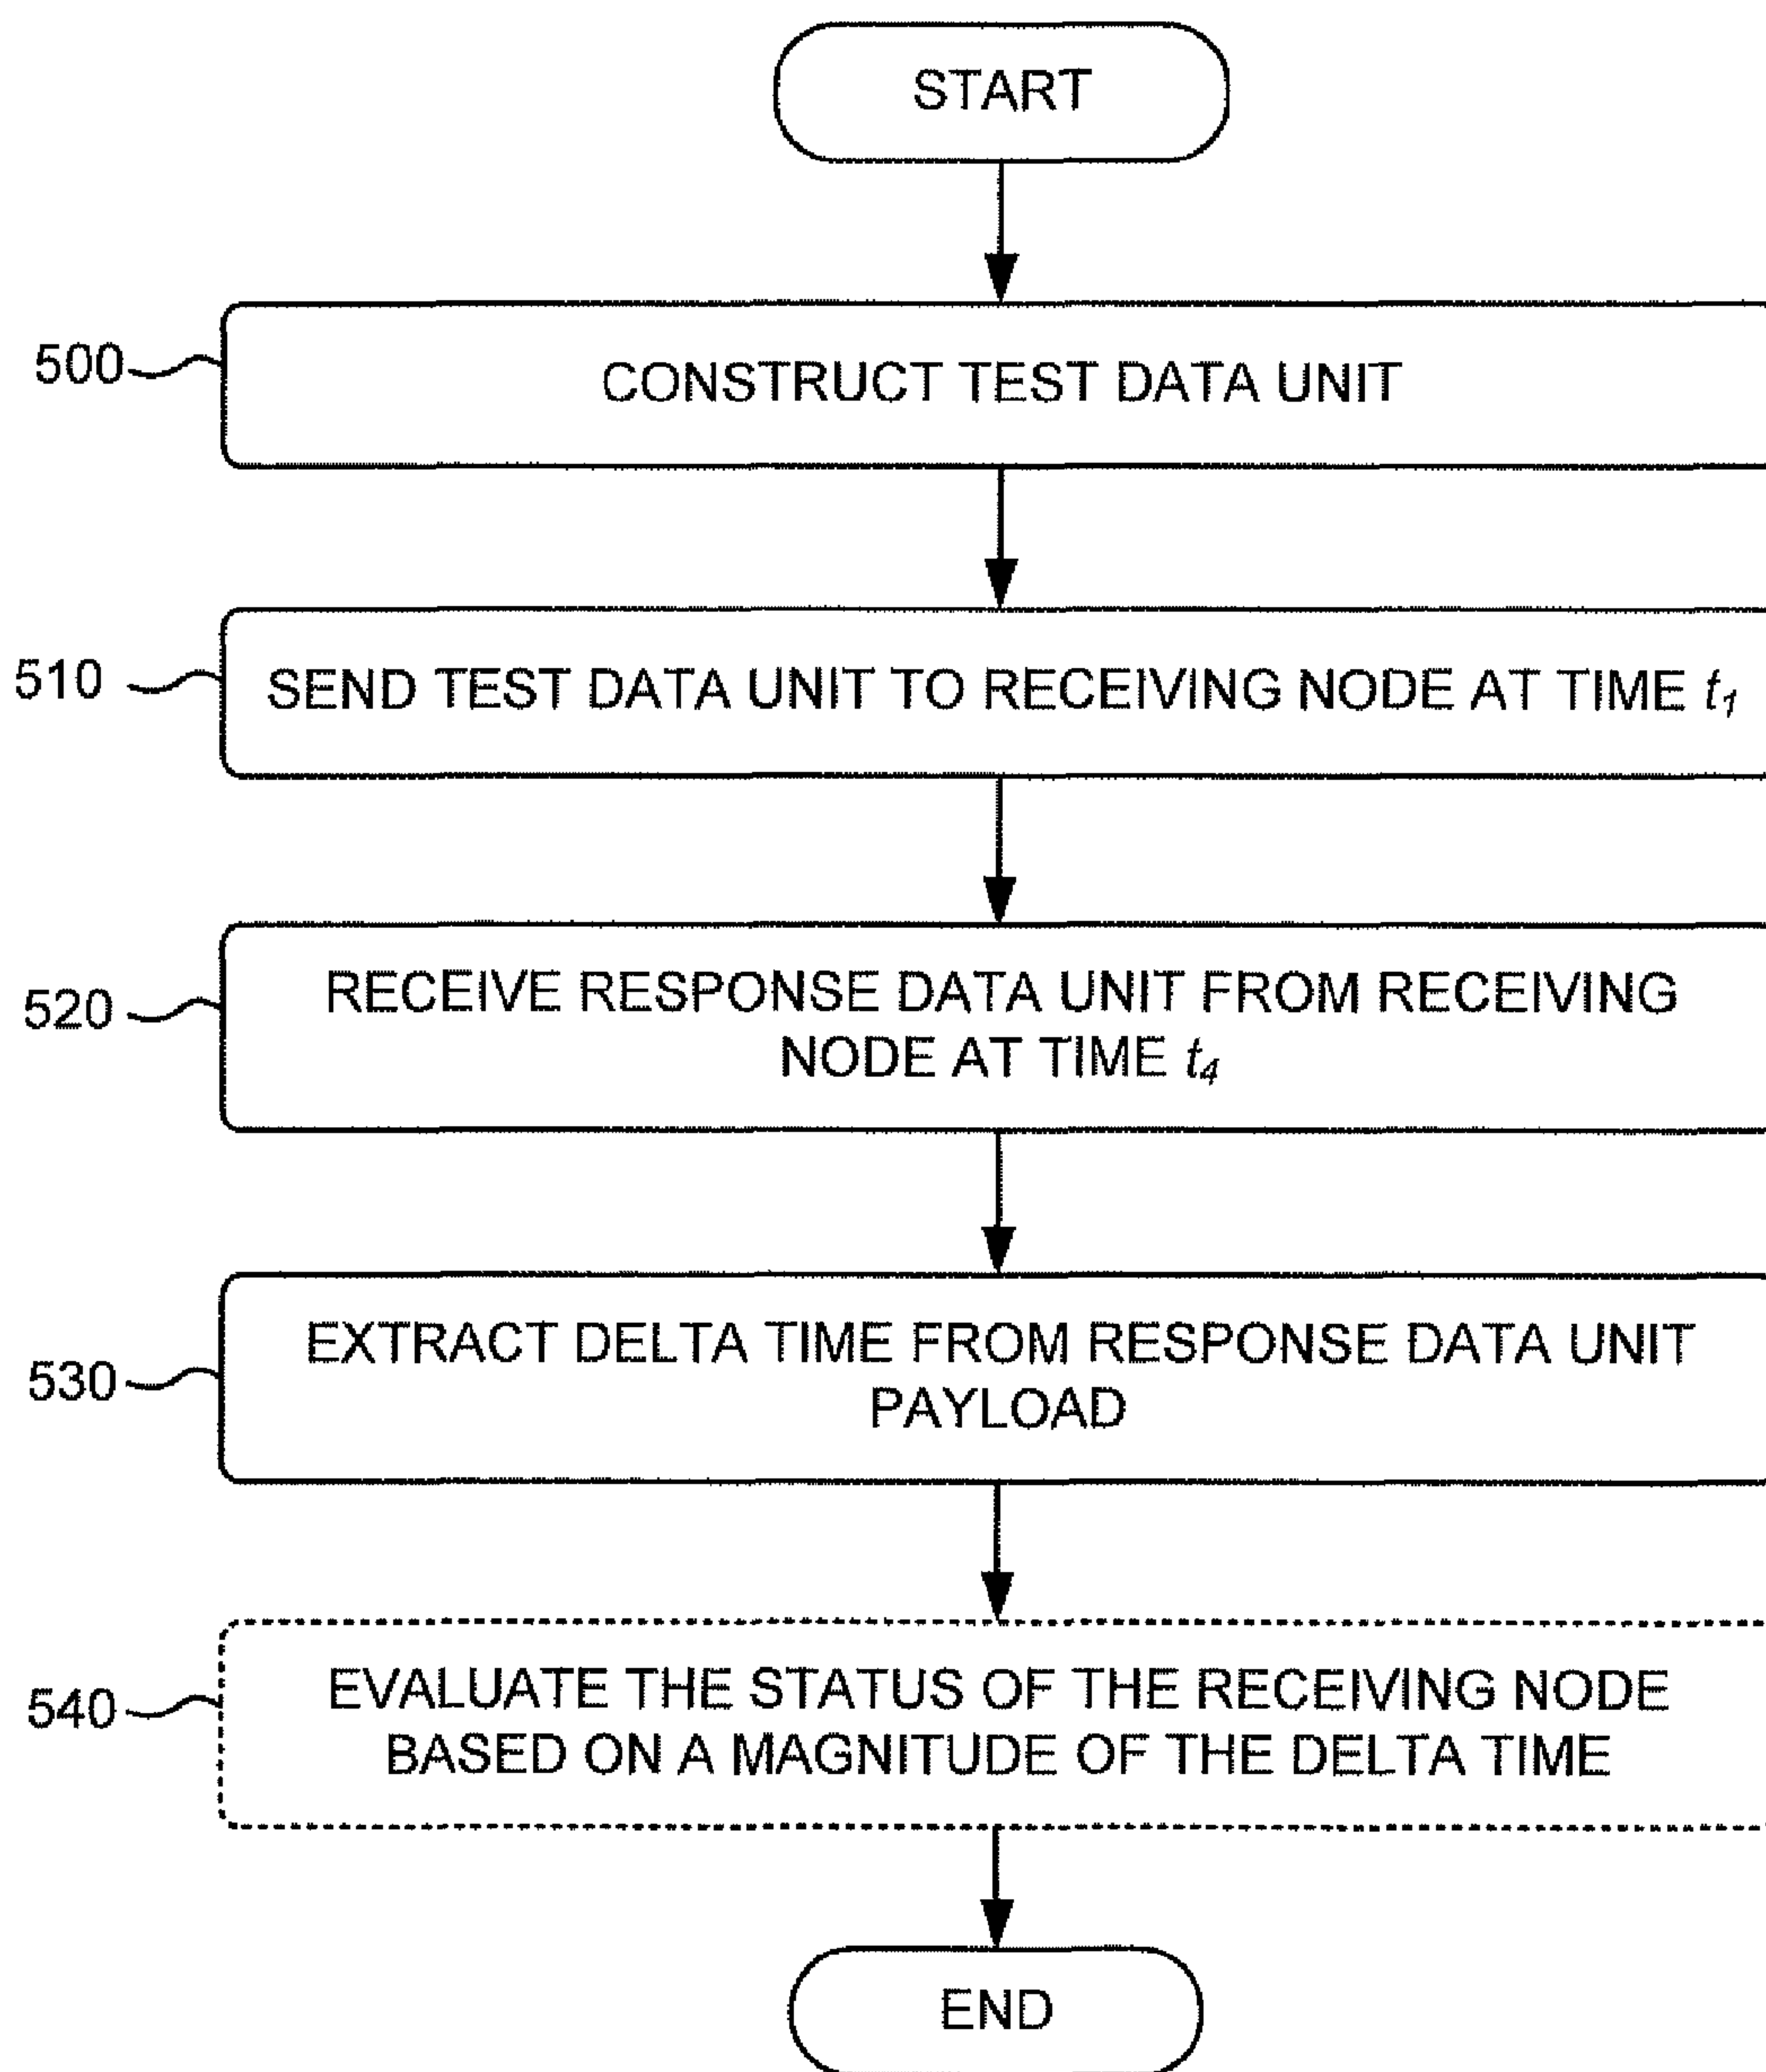 START
500
CONSTRUCT TEST DATA UNIT
510
SEND TEST DATA UNIT TO RECEIVING NODE AT TIME t₁
520
RECEIVE RESPONSE DATA UNIT FROM RECEIVING
NODE AT TIME t₄
530
EXTRACT DELTA TIME FROM RESPONSE DATA UNIT
PAYLOAD
540
EVALUATE THE STATUS OF THE RECEIVING NODE
BASED ON A MAGNITUDE OF THE DELTA TIME
END